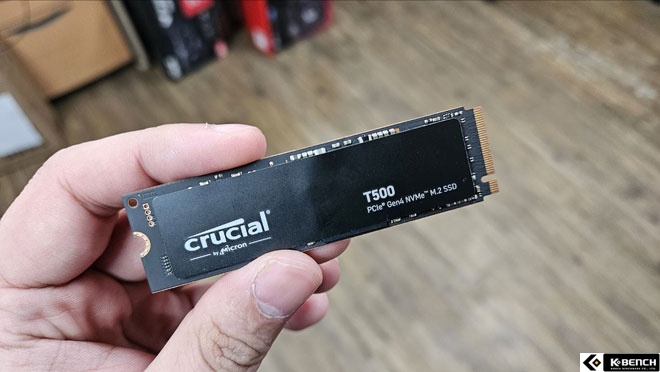 T500
PCIe® Gen4 NVMe™ M.2 SSD
crucial®
by Micron
K-BENCH